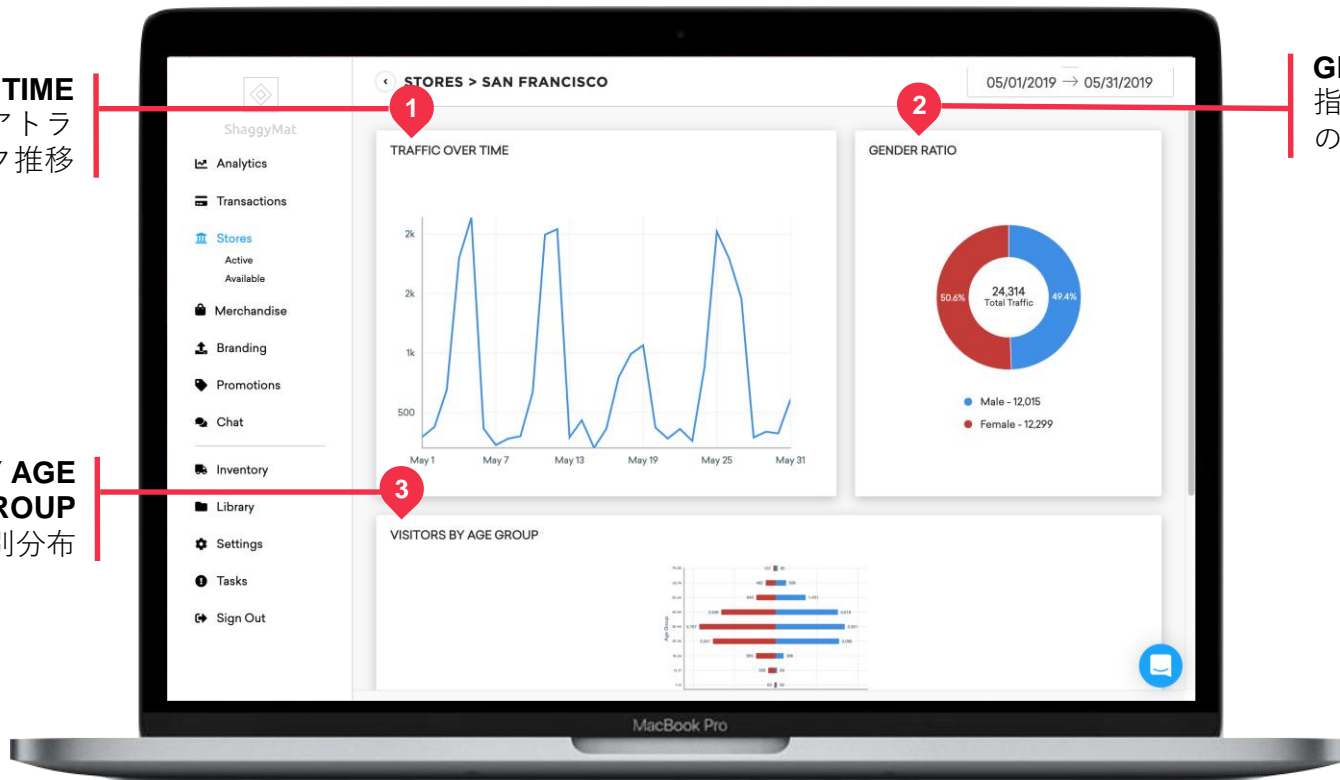 TIME
アトラ
ク推移
Y AGE
ROUP
別分布
指
の
STORES > SAN FRANCISCO
05/01/2019 → 05/31/2019
ShaggyMat
Analytics
Transactions
Stores
Active
Available
Merchandise
Branding
Promotions
Chat
Inventory
Library
Settings
Tasks
Sign Out
1
TRAFFIC OVER TIME
2k
2k
1k
500
May 1 May 7 May 13 May 19 May 25 May 31
2
GENDER RATIO
50.6%
24,314
Total Traffic
49.4%
Male - 12,015
Female - 12,299
3
VISITORS BY AGE GROUP
Age Group
MacBook Pro